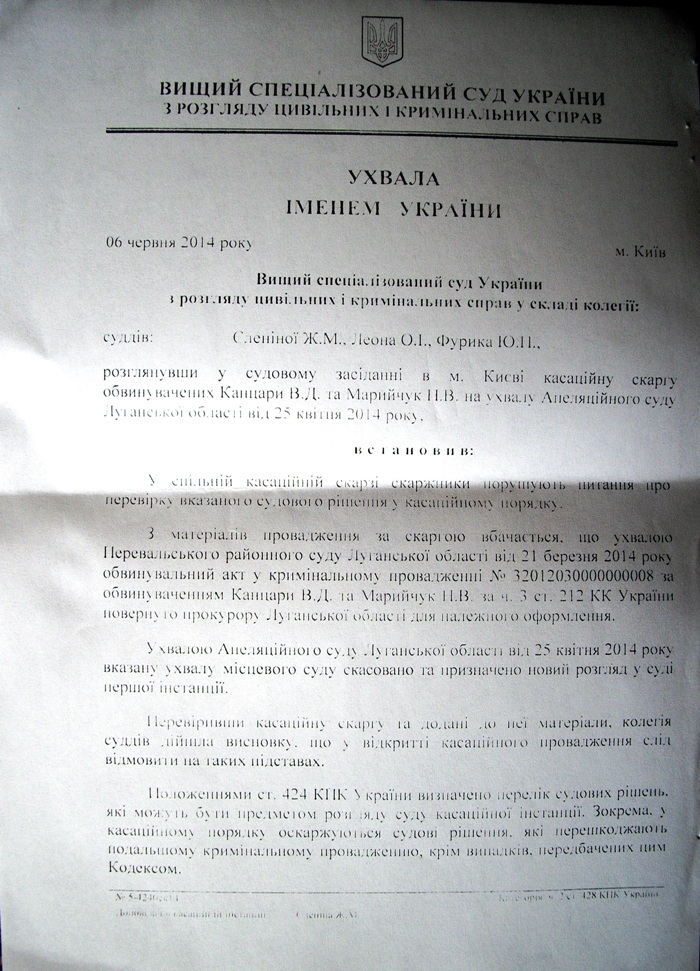 ВИЩИЙ СПЕЦІАЛІЗОВАНИЙ СУД УКРАЇНИ
З РОЗГЛЯДУ ЦИВІЛЬНИХ І КРИМІНАЛЬНИХ СПРАВ
УХВАЛА
ІМЕНЕМ УКРАЇНИ
06 червня 2014 року
м. Київ
Вищий спеціалізований суд України
з розгляду цивільних і кримінальних справ у складі колегії:
суддів: Сленіної Ж.М., Леона О.І., Фурика Ю.П.,
розглянувши у судовому засіданні в м. Києві касаційну скаргу
обвинувачених Канцари В.Д. та Марийчук Н.В. на ухвалу Апеляційного суду
Луганської області від 25 квітня 2014 року,
в с т а н о в и в:
У спільній касаційній скарзі скаржники порушують питання про
перевірку вказаного судового рішення у касаційному порядку.
З матеріалів провадження за скаргою вбачається, що ухвалою
Перевальського районного суду Луганської області від 21 березня 2014 року
обвинувальний акт у кримінальному провадженні № 32012030000000008 за
обвинуваченням Канцари В.Д. та Марийчук Н.В. за ч. 3 ст. 212 КК України
повернуто прокурору Луганської області для належного оформлення.
Ухвалою Апеляційного суду Луганської області від 25 квітня 2014 року
вказану ухвалу місцевого суду скасовано та призначено новий розгляд у суді
першої інстанції.
Перевіривши касаційну скаргу та додані до неї матеріали, колегія
суддів дійшла висновку, що у відкритті касаційного провадження слід
відмовити на таких підставах.
Положеннями ст. 424 КПК України визначено перелік судових рішень,
які можуть бути предметом розгляду суду касаційної інстанції. Зокрема, у
касаційному порядку оскаржуються судові рішення, які перешкоджають
подальшому кримінальному провадженню, крім випадків, передбачених цим
Кодексом.
ст. 428 КПК України
Сленіна Ж.М.